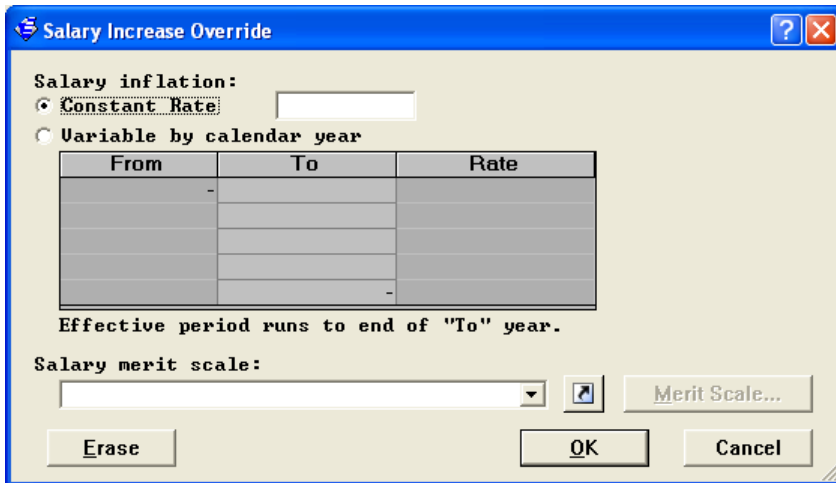 Salary Increase Override
Salary inflation:
Constant Rate
Variable by calendar year
From To Rate
-
-
Effective period runs to end of "To" year.
Salary merit scale:
Merit Scale...
Erase OK Cancel